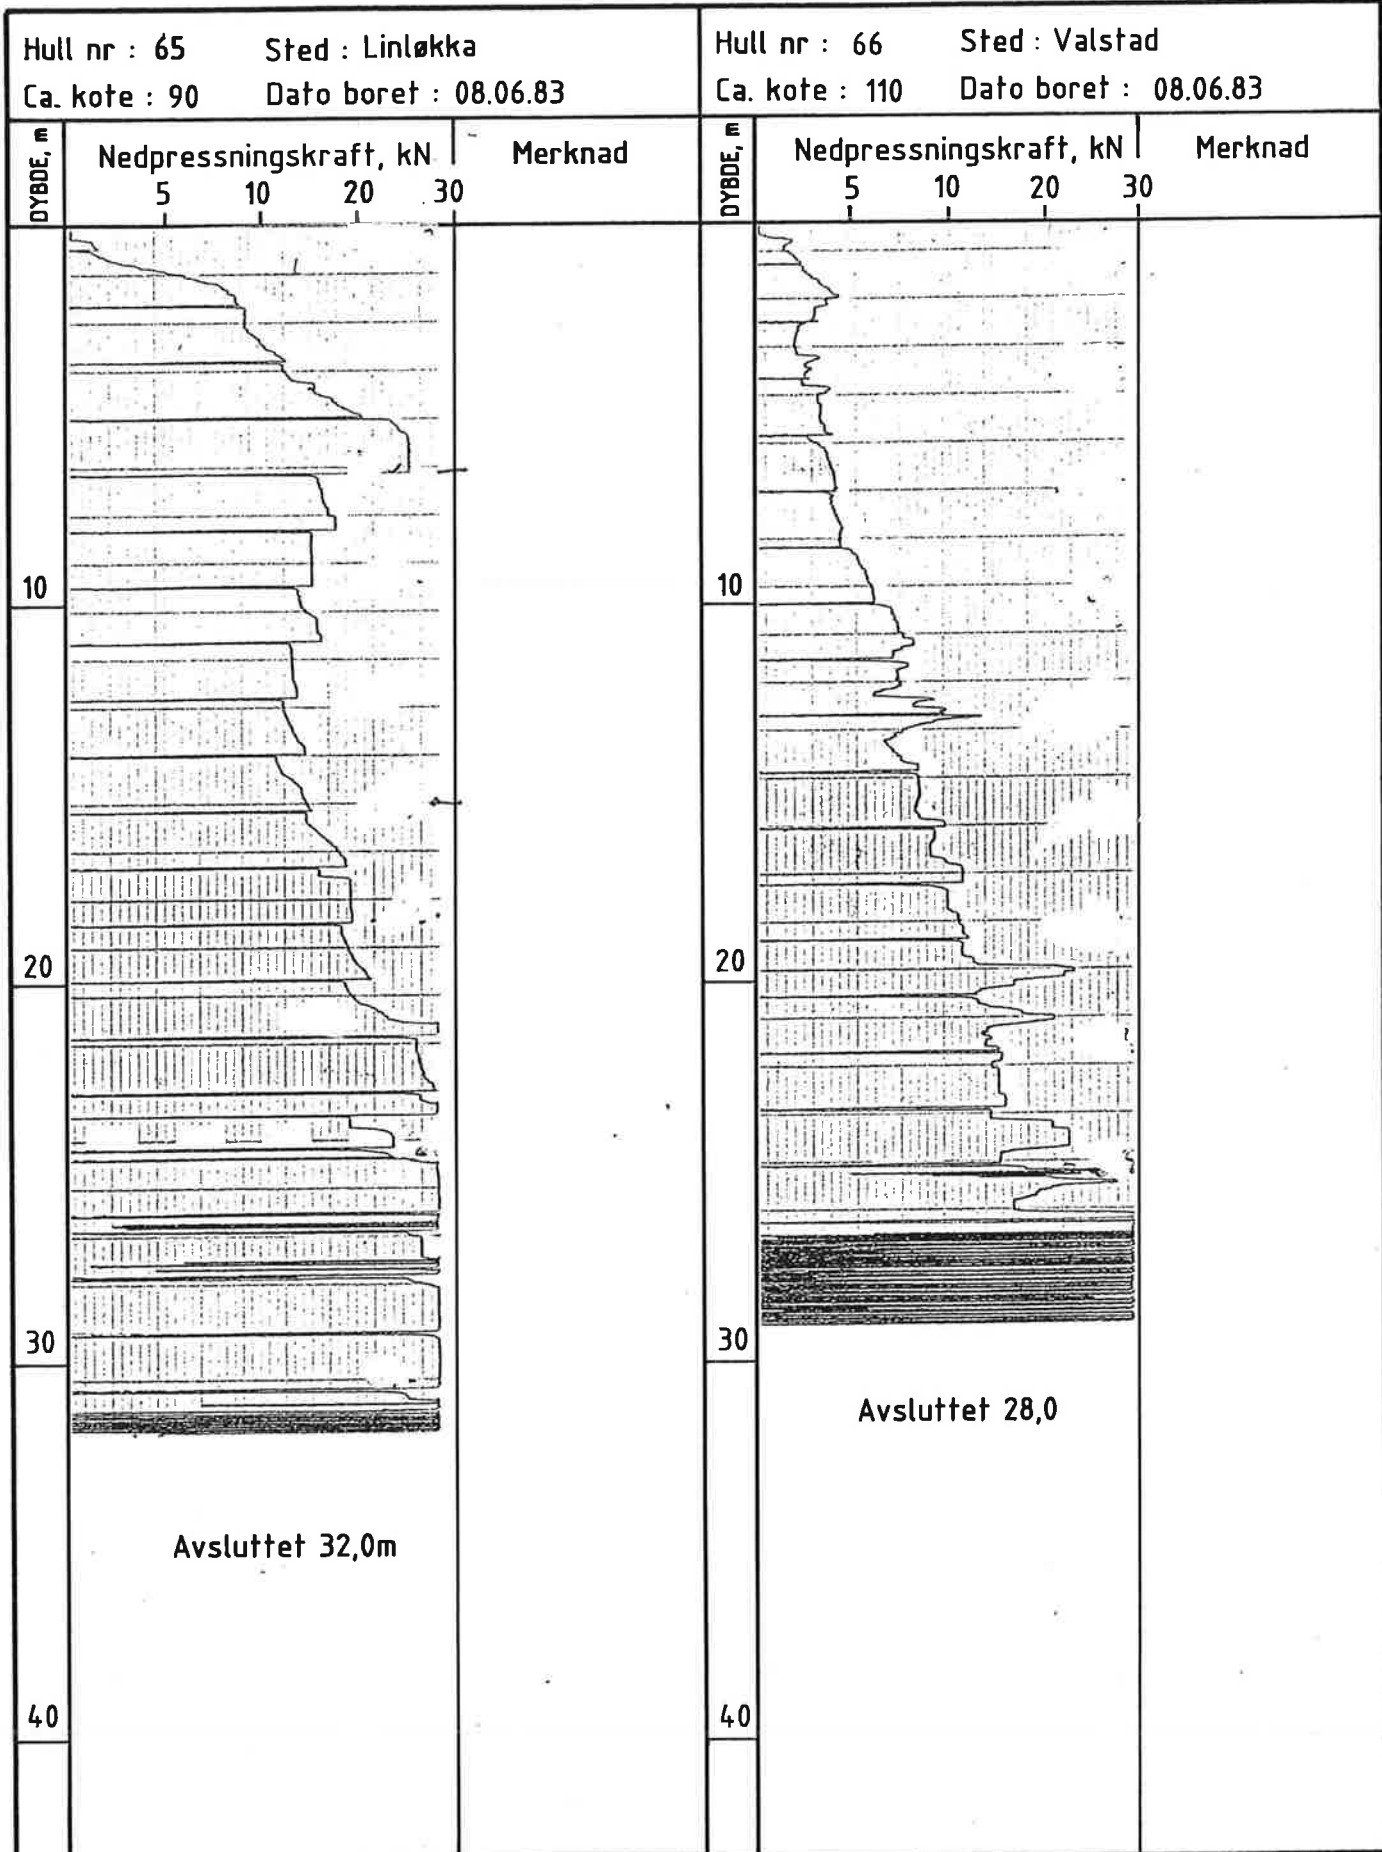 Hull nr : 65 Sted : Linløkka
Ca. kote : 90 Dato boret : 08.06.83
DYBDE, m
Nedpressningskraft, kN
Merknad
5 10 20 30
10
20
30
40
Avsluttet 32,0m
Hull nr : 66 Sted : Valstad
Ca. kote : 110 Dato boret : 08.06.83
DYBDE, m
Nedpressningskraft, kN
Merknad
5 10 20 30
10
20
30
40
Avsluttet 28,0